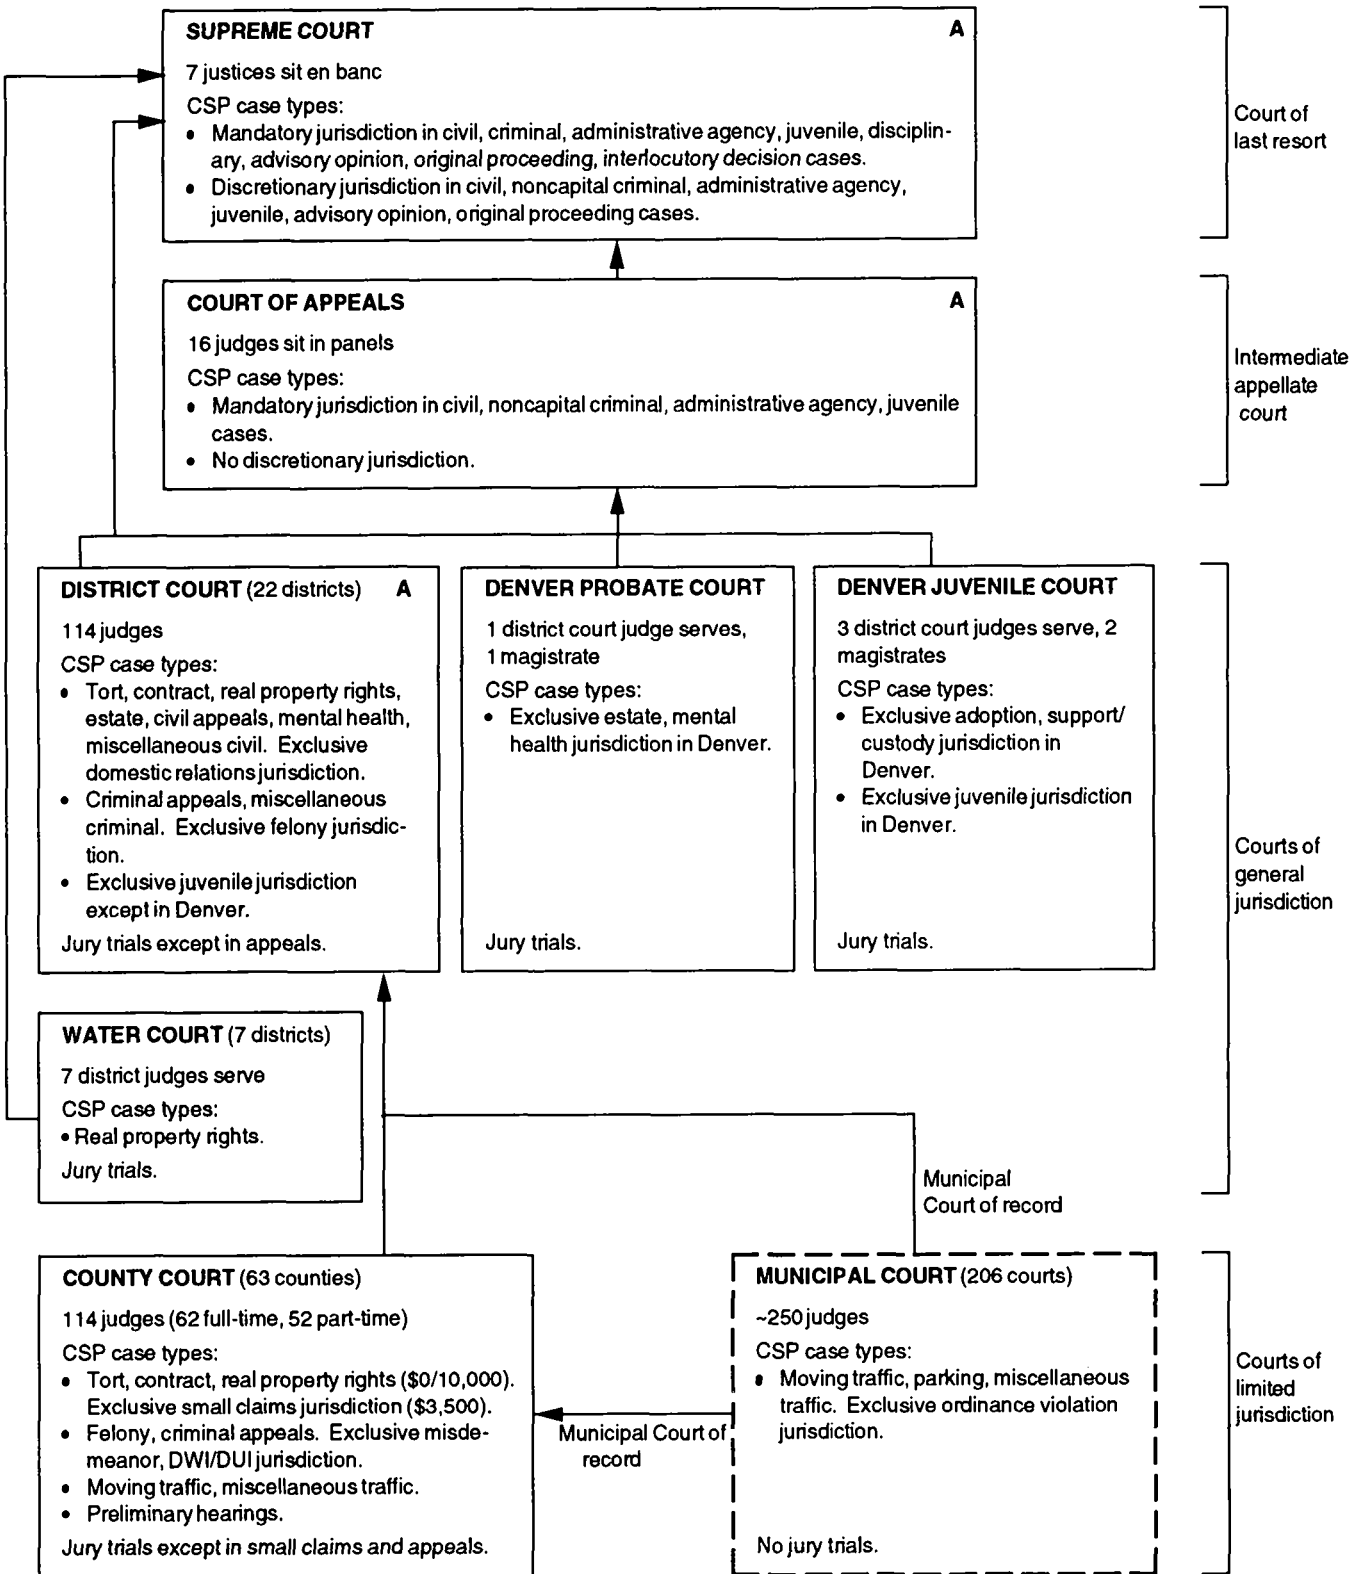 SUPREME COURT A
7 justices sit en banc
CSP case types:
• Mandatory jurisdiction in civil, criminal, administrative agency, juvenile, disciplin-
ary, advisory opinion, original proceeding, interlocutory decision cases.
• Discretionary jurisdiction in civil, noncapital criminal, administrative agency,
juvenile, advisory opinion, original proceeding cases.
Court of
last resort
COURT OF APPEALS A
16 judges sit in panels
CSP case types:
• Mandatory jurisdiction in civil, noncapital criminal, administrative agency, juvenile
cases.
• No discretionary jurisdiction.
Intermediate
appellate
court
DISTRICT COURT (22 districts) A
114 judges
CSP case types:
• Tort, contract, real property rights,
estate, civil appeals, mental health,
miscellaneous civil. Exclusive
domestic relations jurisdiction.
• Criminal appeals, miscellaneous
criminal. Exclusive felony jurisdic-
tion.
• Exclusive juvenile jurisdiction
except in Denver.
Jury trials except in appeals.
DENVER PROBATE COURT
1 district court judge serves,
1 magistrate
CSP case types:
• Exclusive estate, mental
health jurisdiction in Denver.
Jury trials.
DENVER JUVENILE COURT
3 district court judges serve, 2
magistrates
CSP case types:
• Exclusive adoption, support/
custody jurisdiction in
Denver.
• Exclusive juvenile jurisdiction
in Denver.
Jury trials.
Courts of
general
jurisdiction
WATER COURT (7 districts)
7 district judges serve
CSP case types:
• Real property rights.
Jury trials.
Municipal
Court of record
COUNTY COURT (63 counties)
114 judges (62 full-time, 52 part-time)
CSP case types:
• Tort, contract, real property rights ($0/10,000).
Exclusive small claims jurisdiction ($3,500).
• Felony, criminal appeals. Exclusive misde-
meanor, DWI/DUI jurisdiction.
• Moving traffic, miscellaneous traffic.
• Preliminary hearings.
Jury trials except in small claims and appeals.
Municipal Court of
record
MUNICIPAL COURT (206 courts)
~250 judges
CSP case types:
• Moving traffic, parking, miscellaneous
traffic. Exclusive ordinance violation
jurisdiction.
No jury trials.
Courts of
limited
jurisdiction